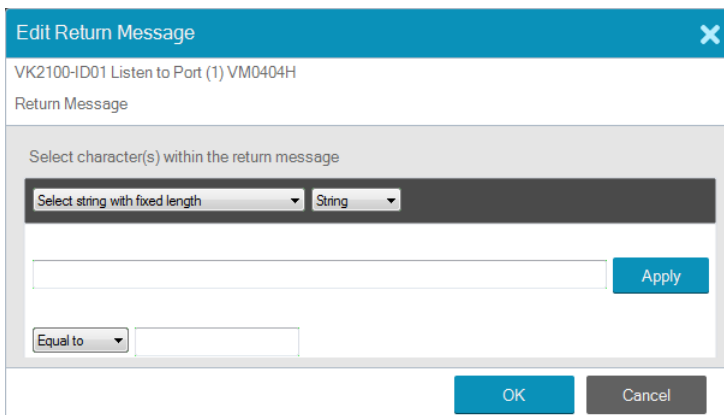 Edit Return Message
VK2100-ID01 Listen to Port (1) VM0404H
Return Message
Select character(s) within the return message
Select string with fixed length String
Apply
Equal to
OK Cancel